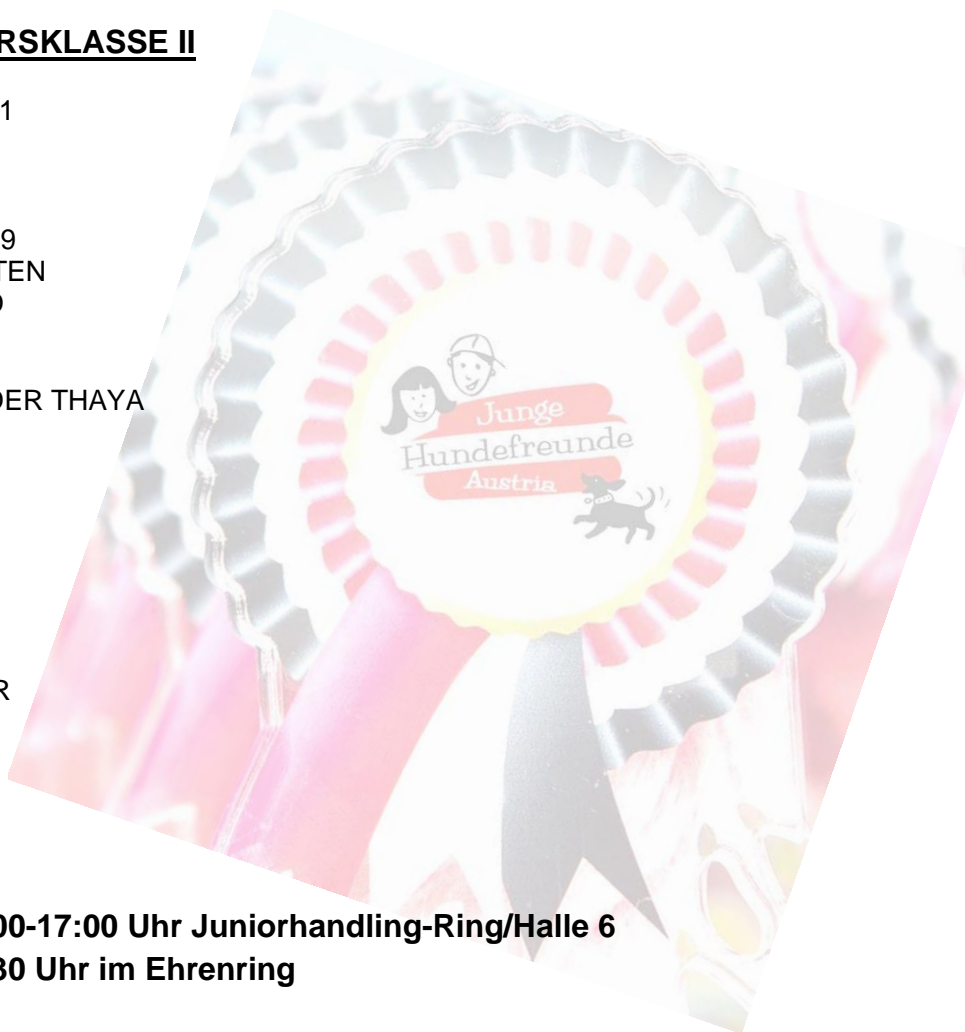 RSKLASSE II
1
9
TEN
DER THAYA
Junge
Hundefreunde
Austria
R
00-17:00 Uhr Juniorhandling-Ring/Halle 6
30 Uhr im Ehrenring